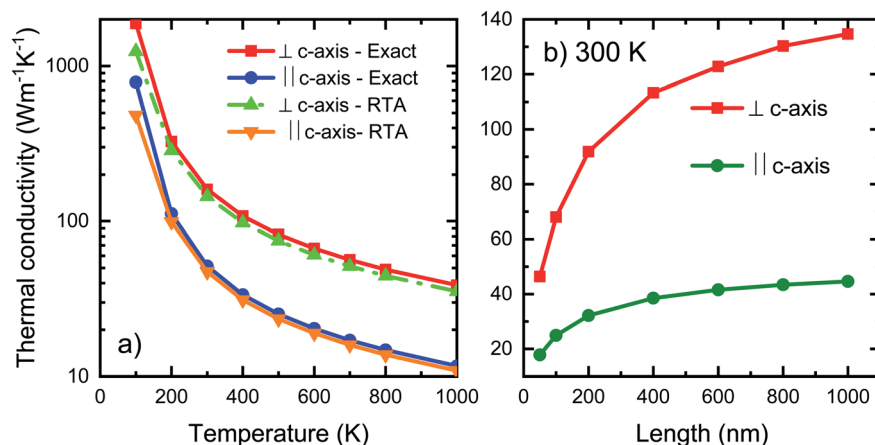 Thermal conductivity (Wm⁻¹K⁻¹)
1000
100
10
⊥ c-axis - Exact
|| c-axis - Exact
⊥ c-axis - RTA
|| c-axis- RTA
a)
0 200 400 600 800 1000
Temperature (K)
140
120
100
80
60
40
20
b) 300 K
⊥ c-axis
|| c-axis
0 200 400 600 800 1000
Length (nm)